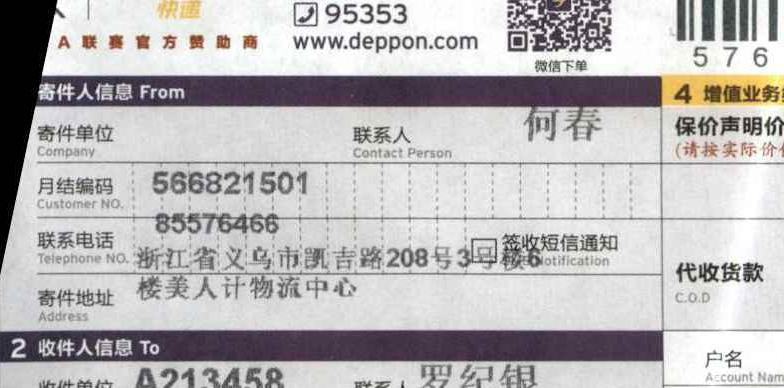 快递
95353
A联赛官方赞助商
www.deppon.com
微信下单
576
寄件人信息 From
4 增值业务
寄件单位
Company
联系人
Contact Person
何春
保价声明价
(请按实际价
月结编码
Customer NO.
566821501
85576466
联系电话
Telephone NO.
签收短信通知
Notification
浙江省义乌市凯吉路208号3号楼6
楼美人计物流中心
寄件地址
Address
代收货款
C.O.D
2 收件人信息 To
户名
Account Nam
收件单位
A213458
联系人
罗纪银